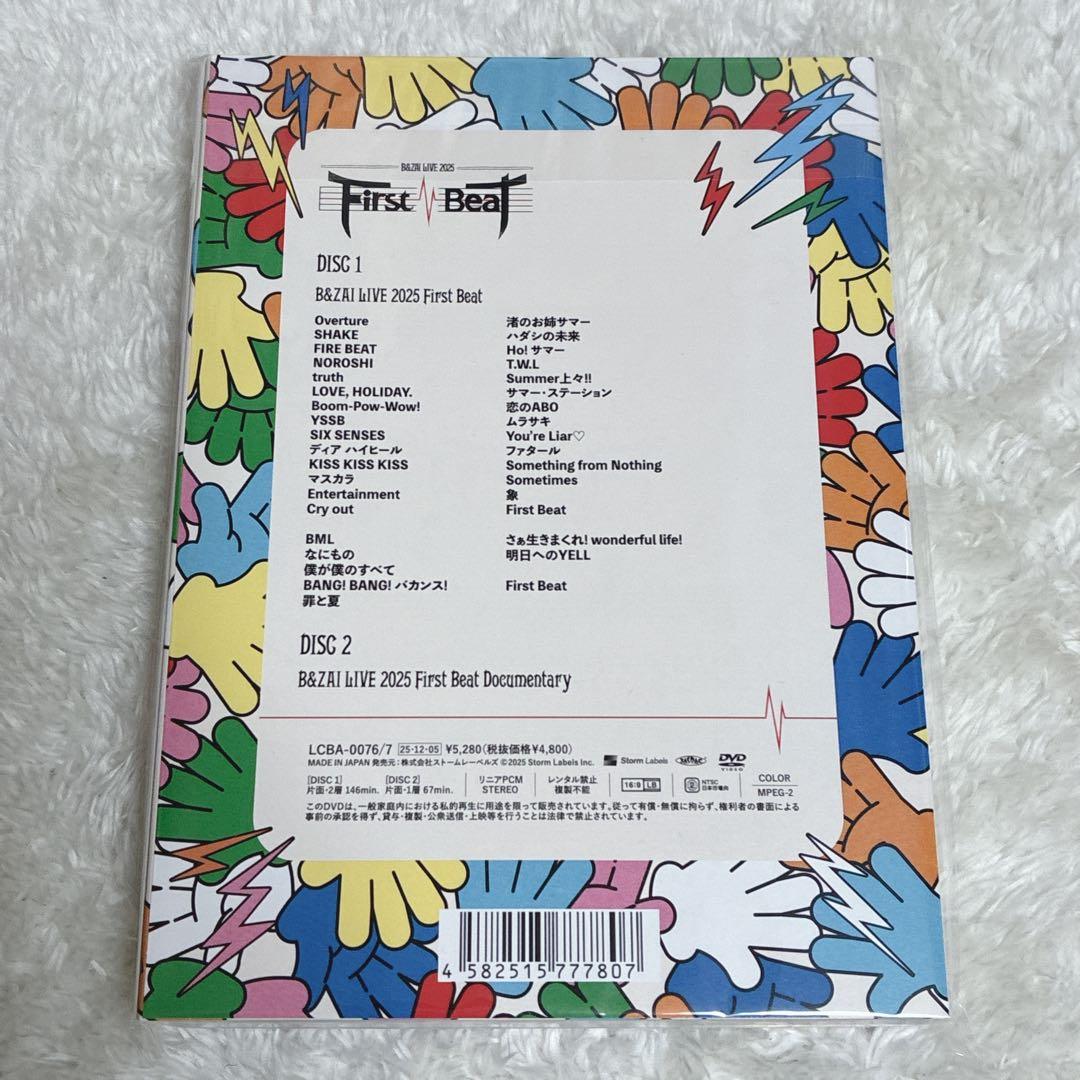 B&ZAI LIVE 2025
First Beat
DISC 1
B&ZAI LIVE 2025 First Beat
Overture
SHAKE
FIRE BEAT
NOROSHI
truth
LOVE, HOLIDAY.
Boom-Pow-Wow!
YSSB
SIX SENSES
ディア ハイヒール
KISS KISS KISS
マスカラ
Entertainment
Cry out
BML
なにもの
僕が僕のすべて
BANG! BANG! バカンス!
罪と夏
渚のお姉サマー
ハダシの未来
Ho! サマー
T.W.L
Summer上々!!
サマー・ステーション
恋のABO
ムラサキ
You're Liar♡
ファタール
Something from Nothing
Sometimes
象
First Beat
さぁ生きまくれ! wonderful life!
明日へのYELL
First Beat
DISC 2
B&ZAI LIVE 2025 First Beat Documentary
LCBA-0076/7 25・12・05 ¥5,280(税抜価格¥4,800)
MADE IN JAPAN 発売元:株式会社ストームレーベルズ ©2025 Storm Labels Inc.
Storm Labels
DVD VIDEO
[DISC 1] 片面・2層 146min.
[DISC 2] 片面・1層 67min.
リニアPCM STEREO
レンタル禁止 複製不能
16:9 LB
2 NTSC 日本市場向
COLOR MPEG-2
このDVDは、一般家庭内における私的再生に用途を限って販売されています。従って有償・無償に拘らず、権利者の書面による
事前の承認を得ず、貸与・複製・公衆送信・上映等を行うことは法律で禁止されています。
4 582515 777807